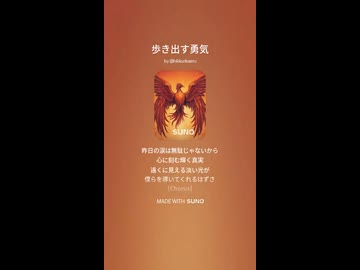 歩き出す勇気
SUNO
昨日の涙は無駄じゃないから
心に刻む輝く真実
遠くに見える淡い光が
僕らを導いてくれるはずさ
[Chorus]
MADE WITH SUNO